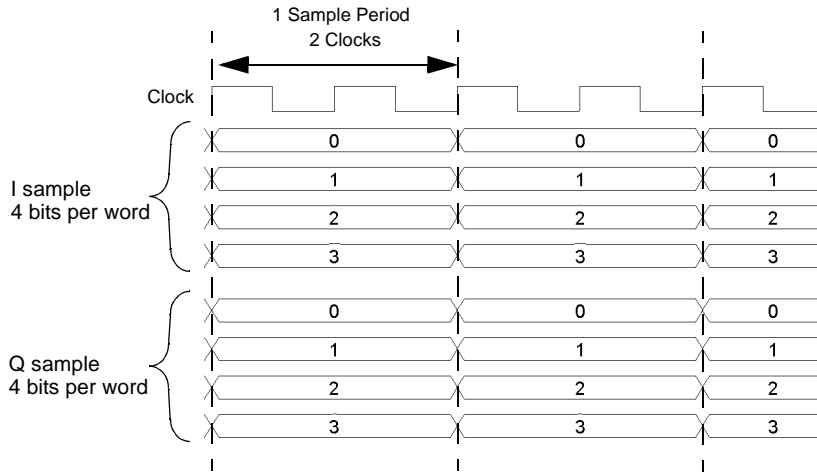 1 Sample Period
2 Clocks
Clock
0 0 0
1 1 1
I sample
4 bits per word
2 2 2
3 3 3
0 0 0
1 1 1
Q sample
4 bits per word
2 2 2
3 3 3